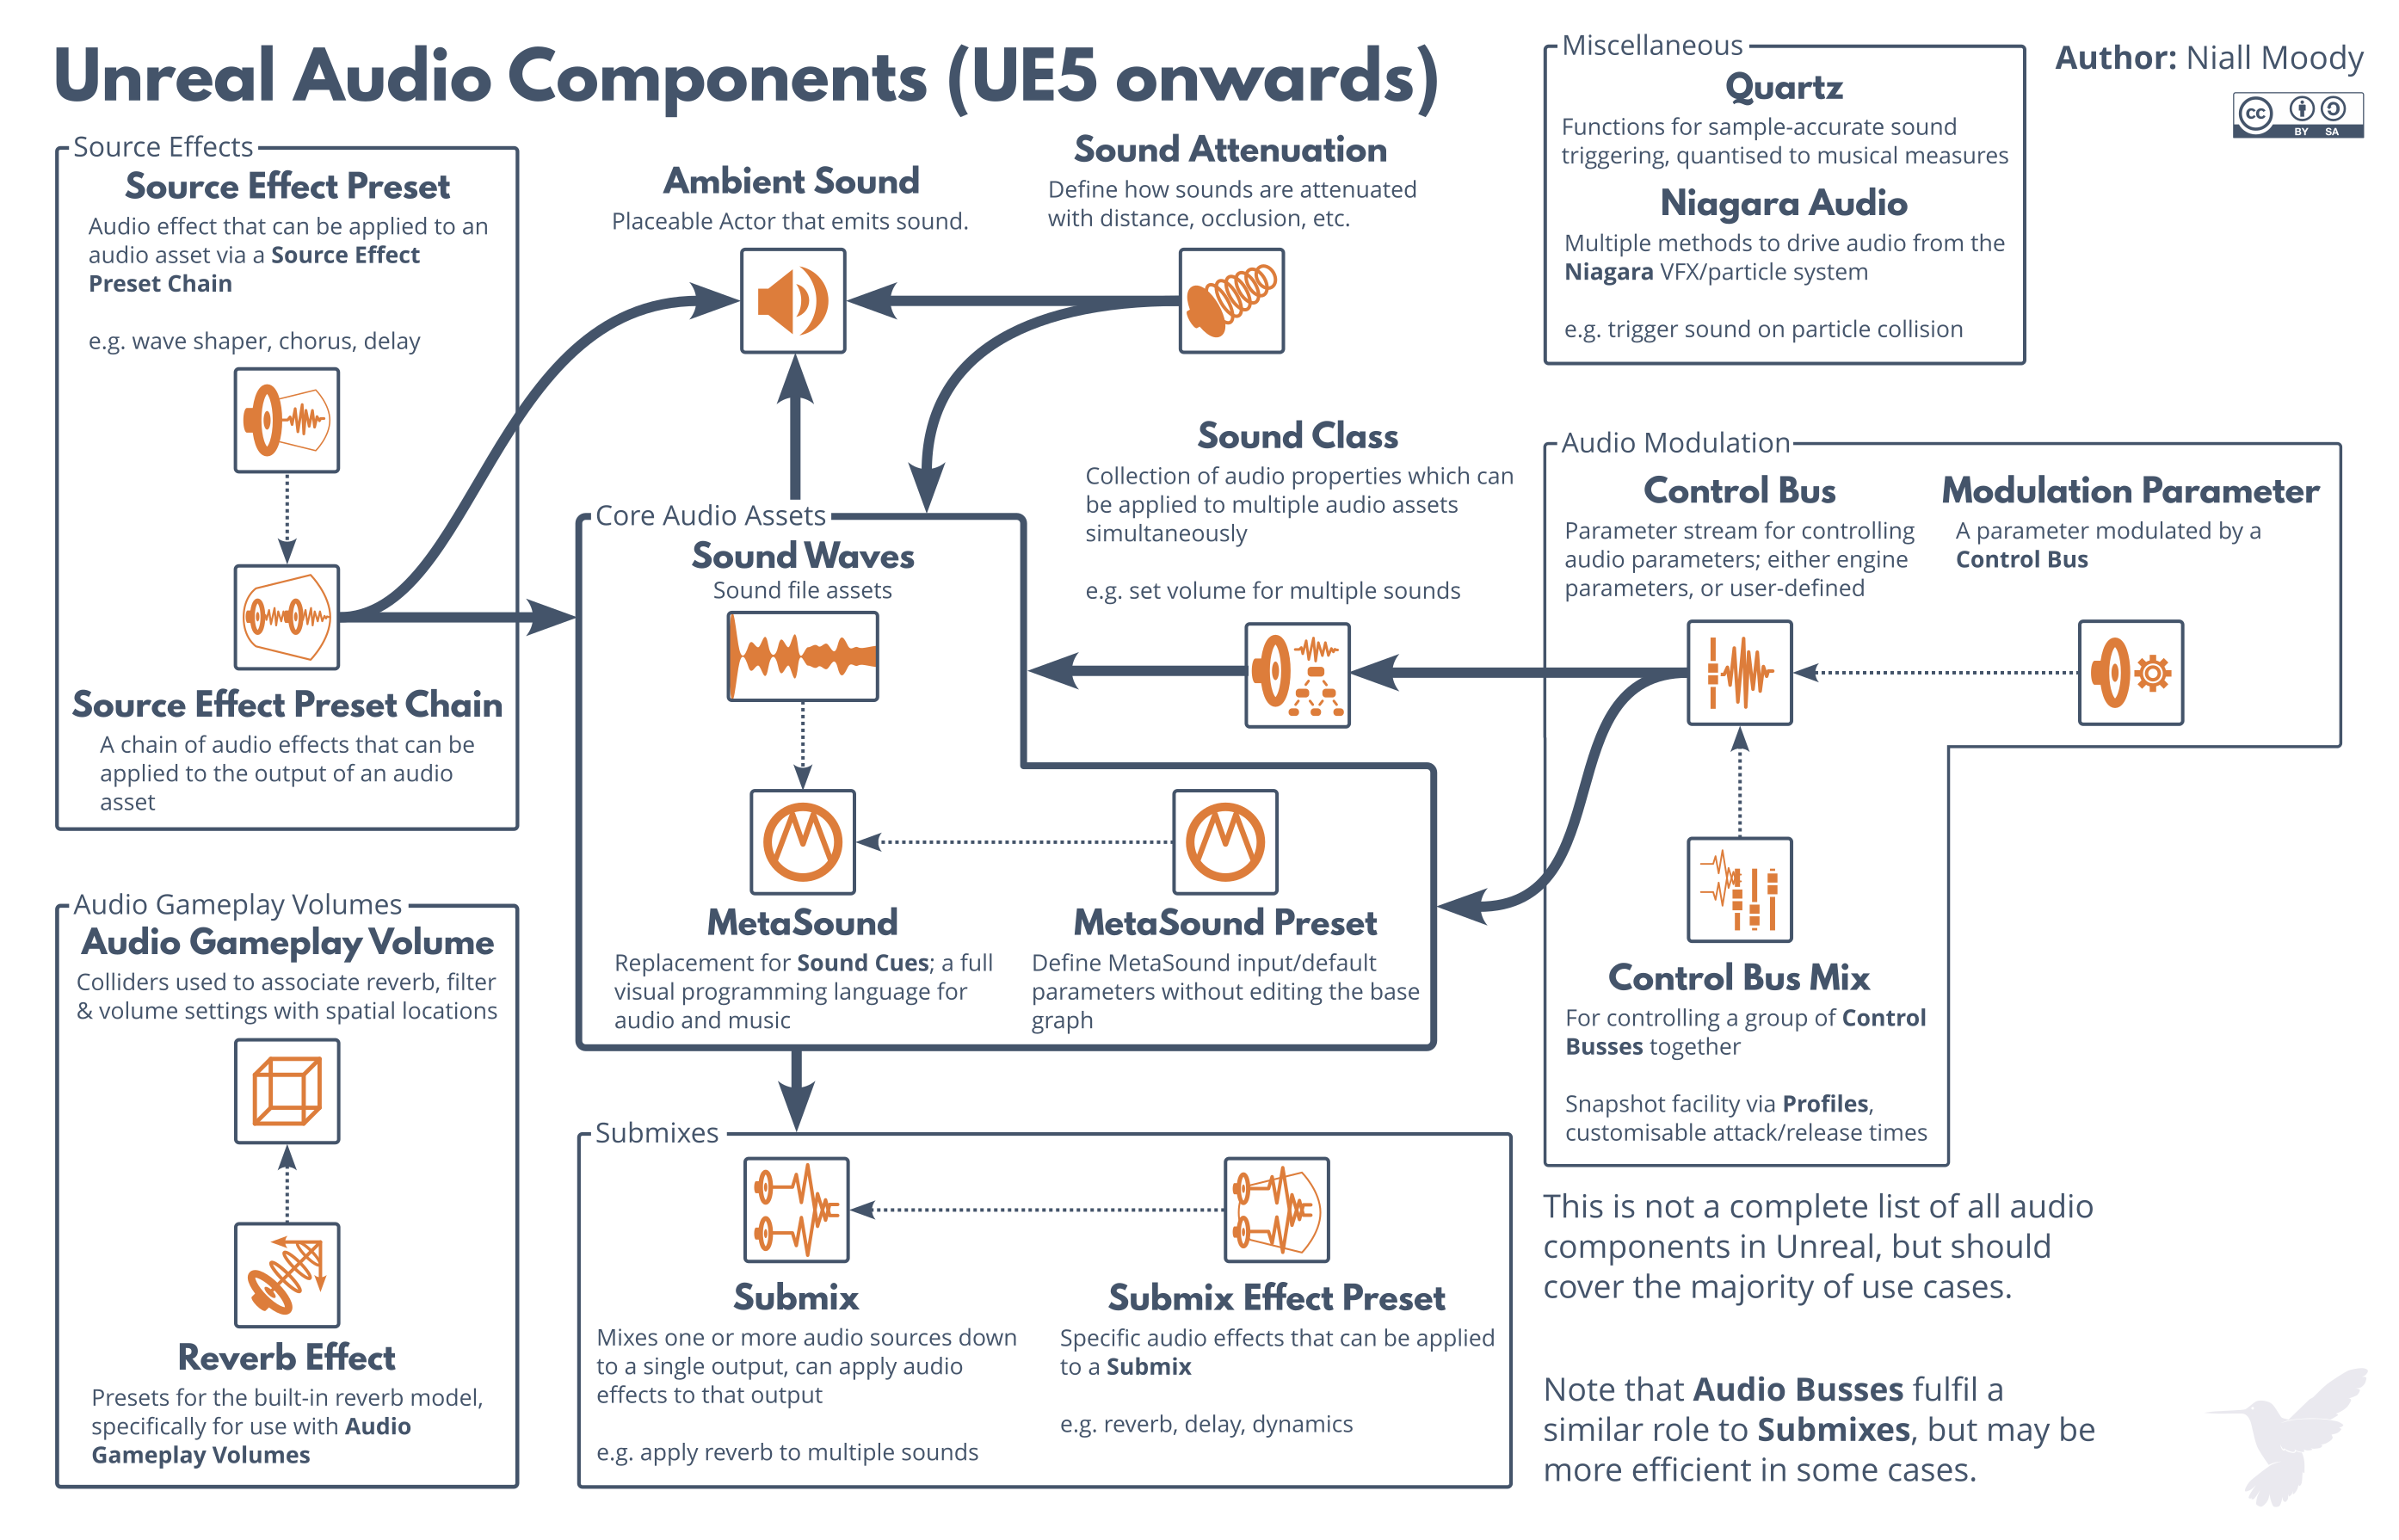 Unreal Audio Components (UE5 onwards)
Author: Niall Moody
CC BY SA
Source Effects
Source Effect Preset
Audio effect that can be applied to an
audio asset via a Source Effect
Preset Chain
e.g. wave shaper, chorus, delay
Source Effect Preset Chain
A chain of audio effects that can be
applied to the output of an audio
asset
Audio Gameplay Volumes
Audio Gameplay Volume
Colliders used to associate reverb, filter
& volume settings with spatial locations
Reverb Effect
Presets for the built-in reverb model,
specifically for use with Audio
Gameplay Volumes
Ambient Sound
Placeable Actor that emits sound.
Sound Attenuation
Define how sounds are attenuated
with distance, occlusion, etc.
Sound Class
Collection of audio properties which can
be applied to multiple audio assets
simultaneously
e.g. set volume for multiple sounds
Core Audio Assets
Sound Waves
Sound file assets
MetaSound
Replacement for Sound Cues; a full
visual programming language for
audio and music
MetaSound Preset
Define MetaSound input/default
parameters without editing the base
graph
Submixes
Submix
Mixes one or more audio sources down
to a single output, can apply audio
effects to that output
e.g. apply reverb to multiple sounds
Submix Effect Preset
Specific audio effects that can be applied
to a Submix
e.g. reverb, delay, dynamics
Miscellaneous
Quartz
Functions for sample-accurate sound
triggering, quantised to musical measures
Niagara Audio
Multiple methods to drive audio from the
Niagara VFX/particle system
e.g. trigger sound on particle collision
Audio Modulation
Control Bus
Parameter stream for controlling
audio parameters; either engine
parameters, or user-defined
Modulation Parameter
A parameter modulated by a
Control Bus
Control Bus Mix
For controlling a group of Control
Busses together
Snapshot facility via Profiles,
customisable attack/release times
This is not a complete list of all audio
components in Unreal, but should
cover the majority of use cases.
Note that Audio Busses fulfil a
similar role to Submixes, but may be
more efficient in some cases.